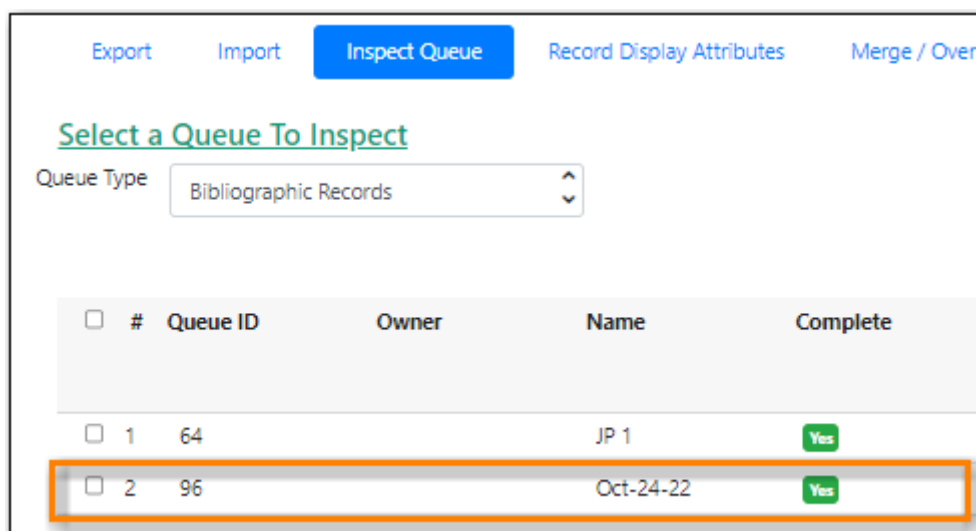 Export Import Inspect Queue Record Display Attributes Merge / Over
Select a Queue To Inspect
Queue Type Bibliographic Records
# Queue ID Owner Name Complete
1 64 JP 1 Yes
2 96 Oct-24-22 Yes